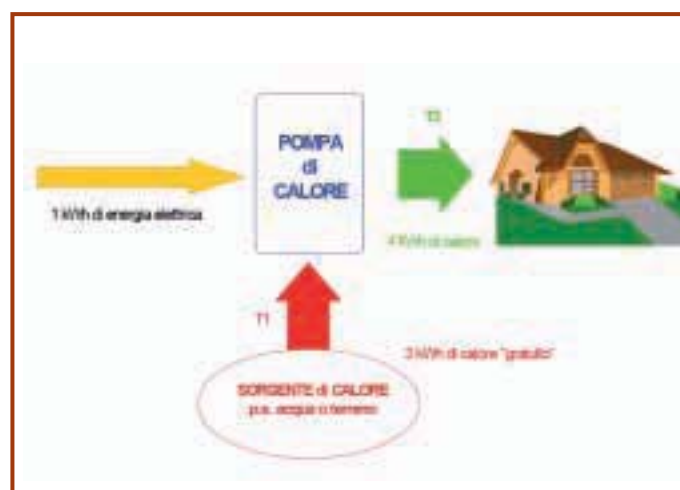 POMPA
di
CALORE
T2
1 kWh di energia elettrica
4 kWh di calore
T1
3 kWh di calore "gratuito"
SORGENTE di CALORE
p.e. acqua o terreno